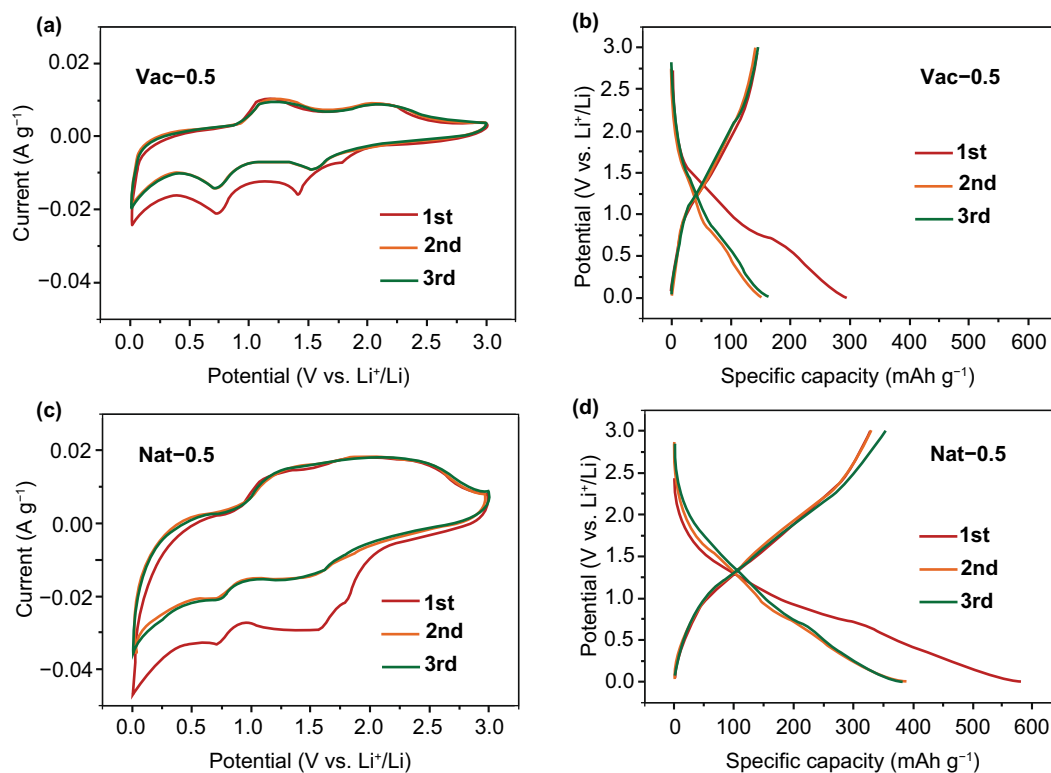 (a)
Vac−0.5
0.02
0.00
−0.02
−0.04
Current (A g⁻¹)
1st
2nd
3rd
0.0 0.5 1.0 1.5 2.0 2.5 3.0
Potential (V vs. Li⁺/Li)
(b)
Vac−0.5
3.0
2.5
2.0
1.5
1.0
0.5
0.0
Potential (V vs. Li⁺/Li)
1st
2nd
3rd
0 100 200 300 400 500 600
Specific capacity (mAh g⁻¹)
(c)
Nat−0.5
0.02
0.00
−0.02
−0.04
Current (A g⁻¹)
1st
2nd
3rd
0.0 0.5 1.0 1.5 2.0 2.5 3.0
Potential (V vs. Li⁺/Li)
(d)
Nat−0.5
3.0
2.5
2.0
1.5
1.0
0.5
0.0
Potential (V vs. Li⁺/Li)
1st
2nd
3rd
0 100 200 300 400 500 600
Specific capacity (mAh g⁻¹)